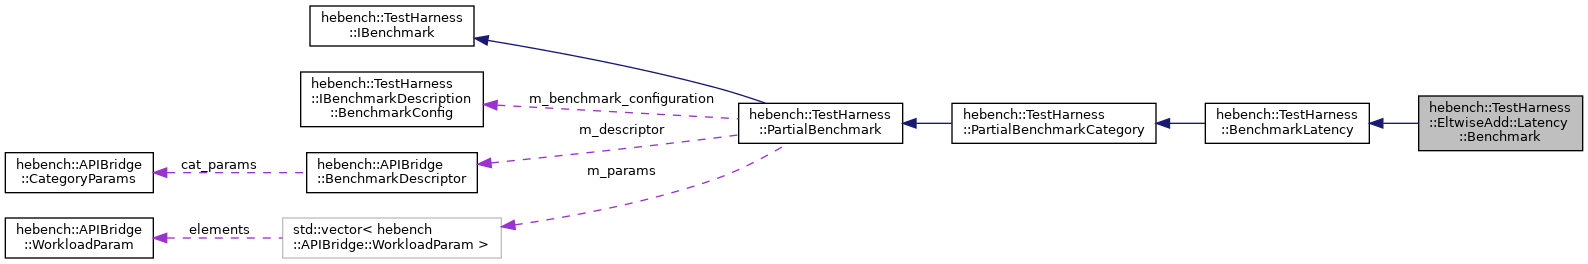 hebench::TestHarness
::IBenchmark
hebench::TestHarness
::IBenchmarkDescription
::BenchmarkConfig
m_benchmark_configuration
hebench::TestHarness
::PartialBenchmark
hebench::TestHarness
::PartialBenchmarkCategory
hebench::TestHarness
::BenchmarkLatency
hebench::TestHarness
::EltwiseAdd::Latency
::Benchmark
m_descriptor
hebench::APIBridge
::CategoryParams
cat_params
hebench::APIBridge
::BenchmarkDescriptor
m_params
hebench::APIBridge
::WorkloadParam
elements
std::vector< hebench
::APIBridge::WorkloadParam >